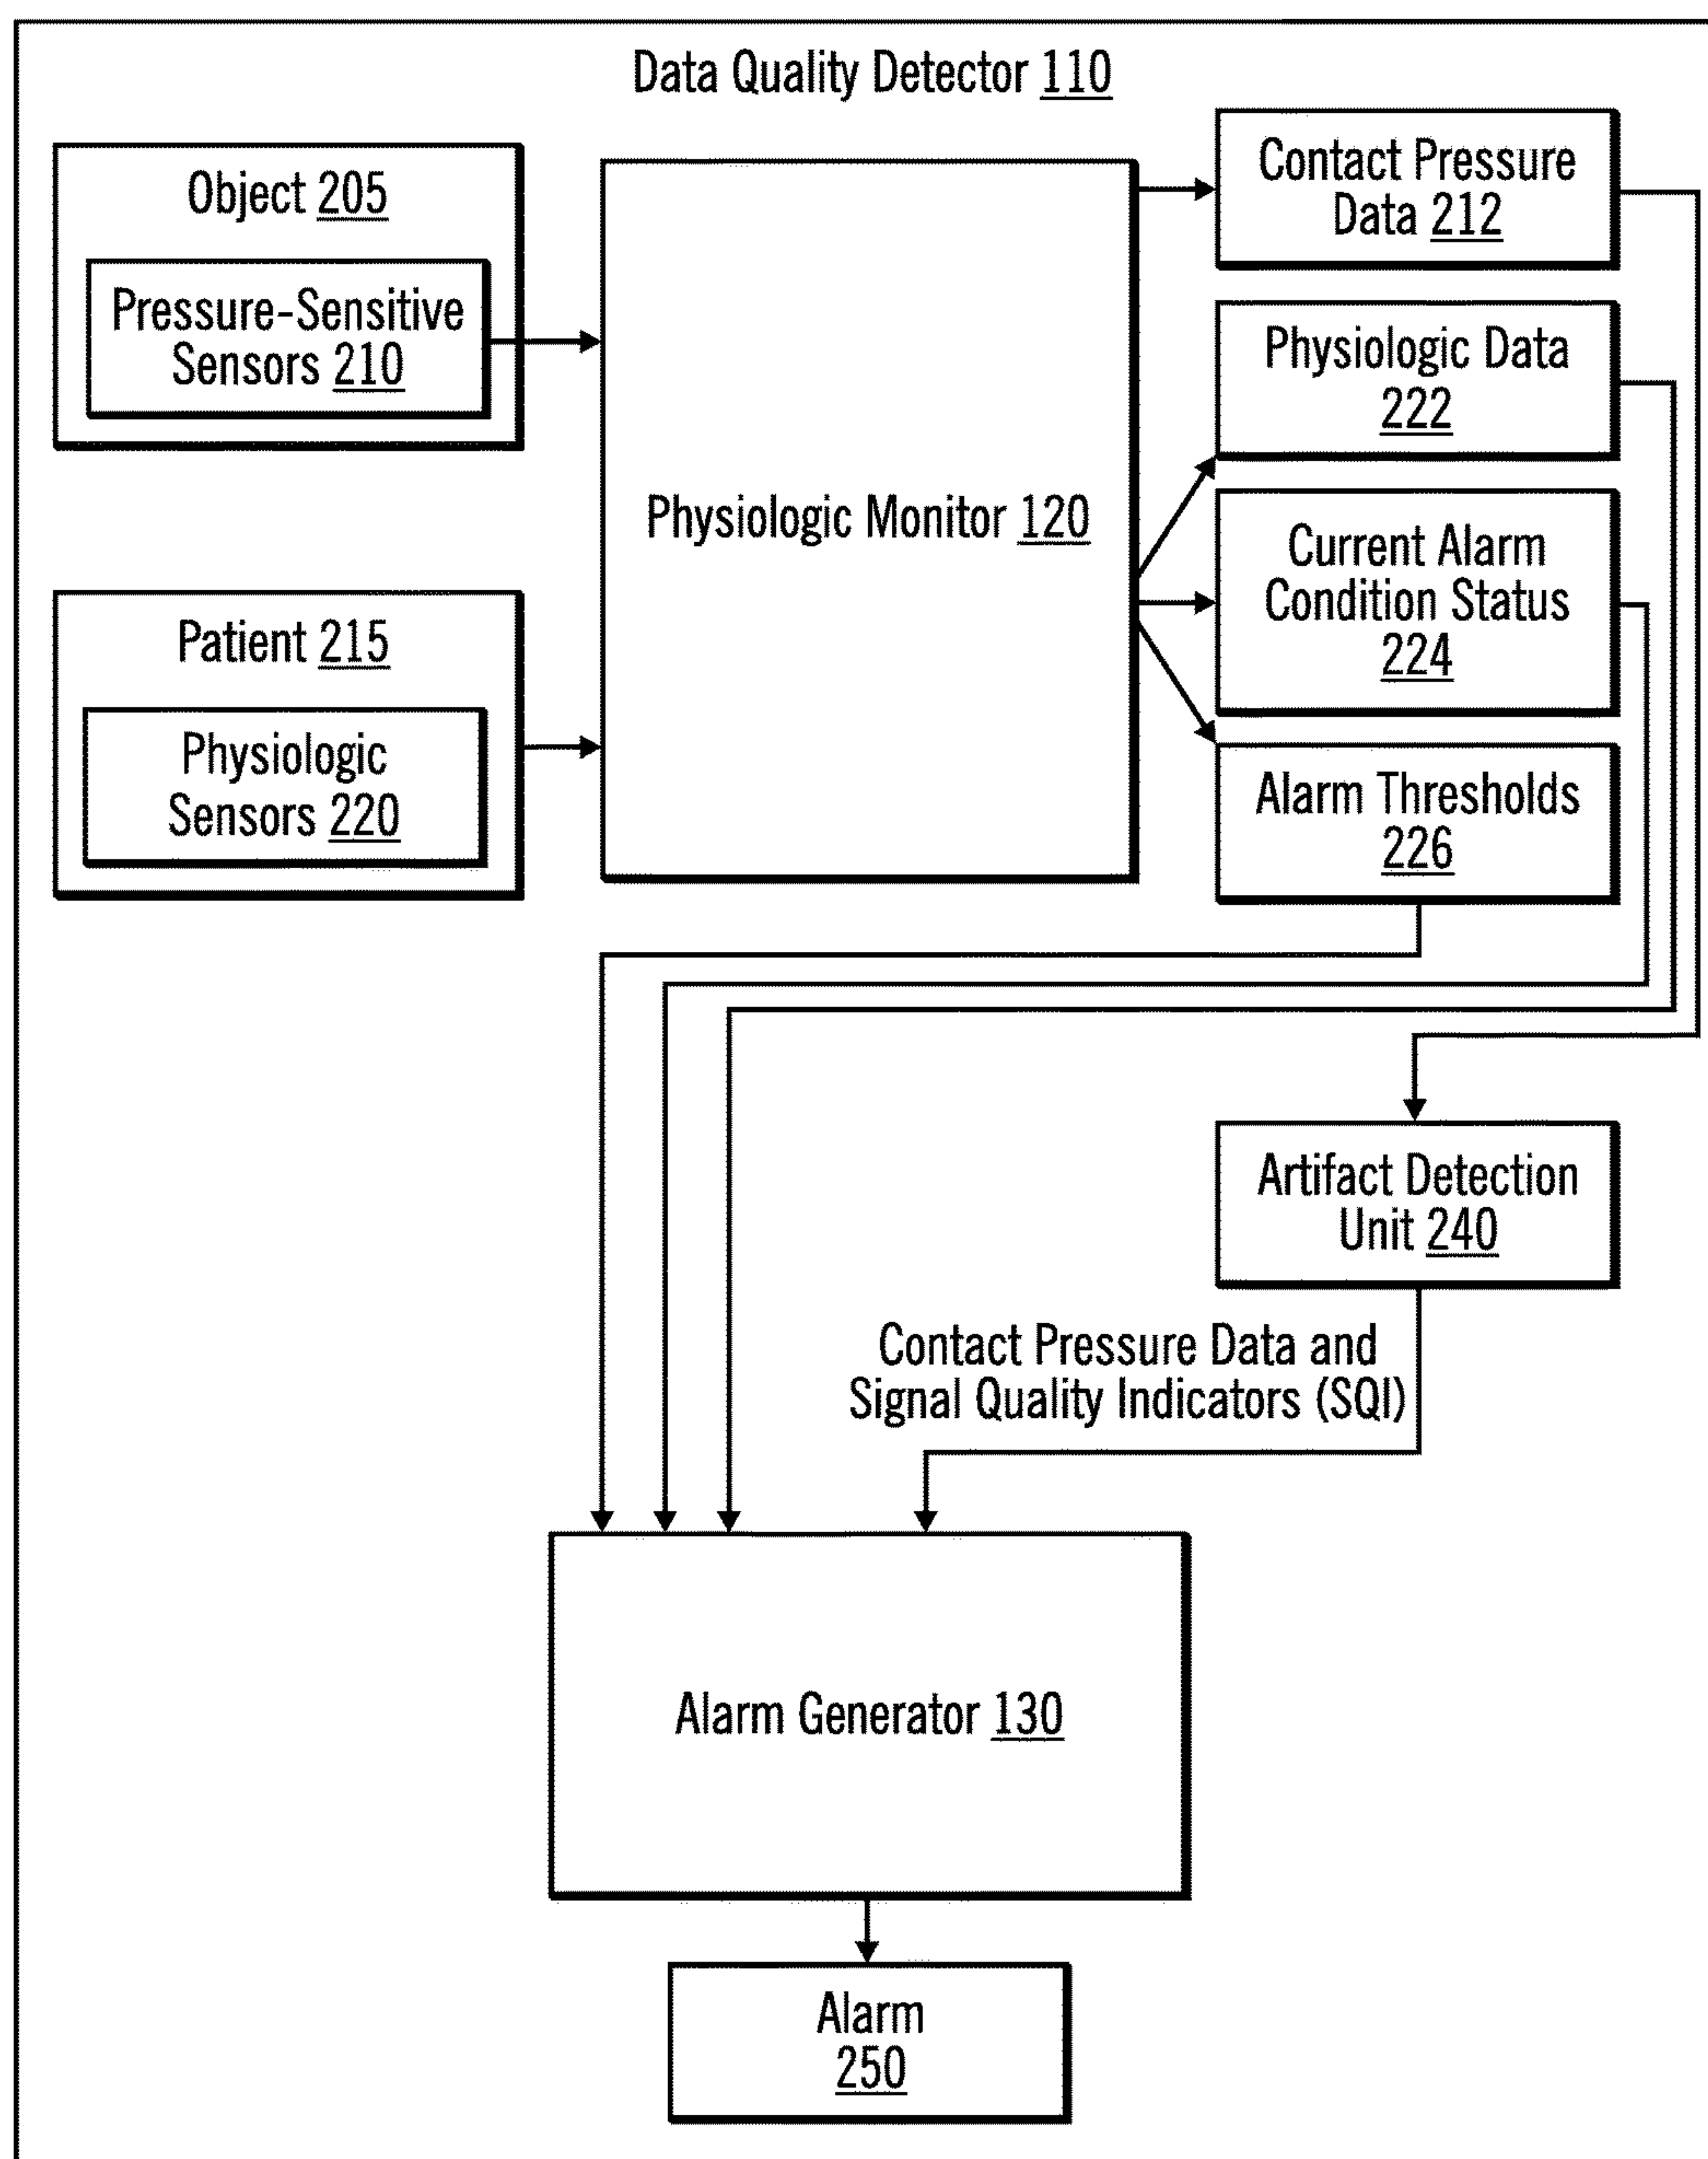 Data Quality Detector 110
Object 205
Pressure-Sensitive
Sensors 210
Patient 215
Physiologic
Sensors 220
Physiologic Monitor 120
Contact Pressure
Data 212
Physiologic Data
222
Current Alarm
Condition Status
224
Alarm Thresholds
226
Artifact Detection
Unit 240
Contact Pressure Data and
Signal Quality Indicators (SQI)
Alarm Generator 130
Alarm
250